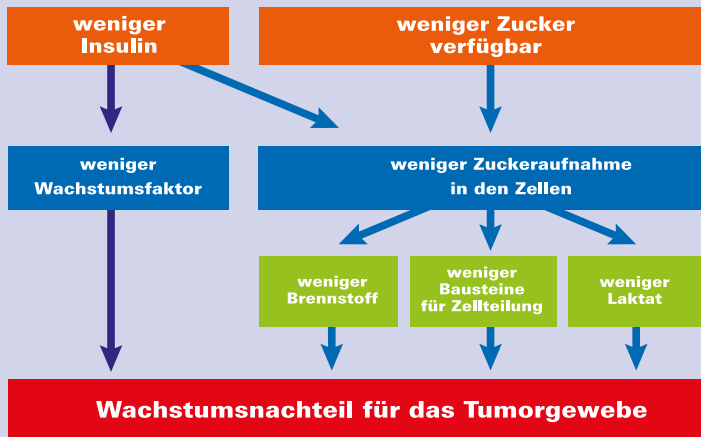 weniger
Insulin
weniger Zucker
verfügbar
weniger
Wachstumsfaktor
weniger Zuckeraufnahme
in den Zellen
weniger
Brennstoff
weniger
Bausteine
für Zellteilung
weniger
Laktat
Wachstumsnachteil für das Tumorgewebe